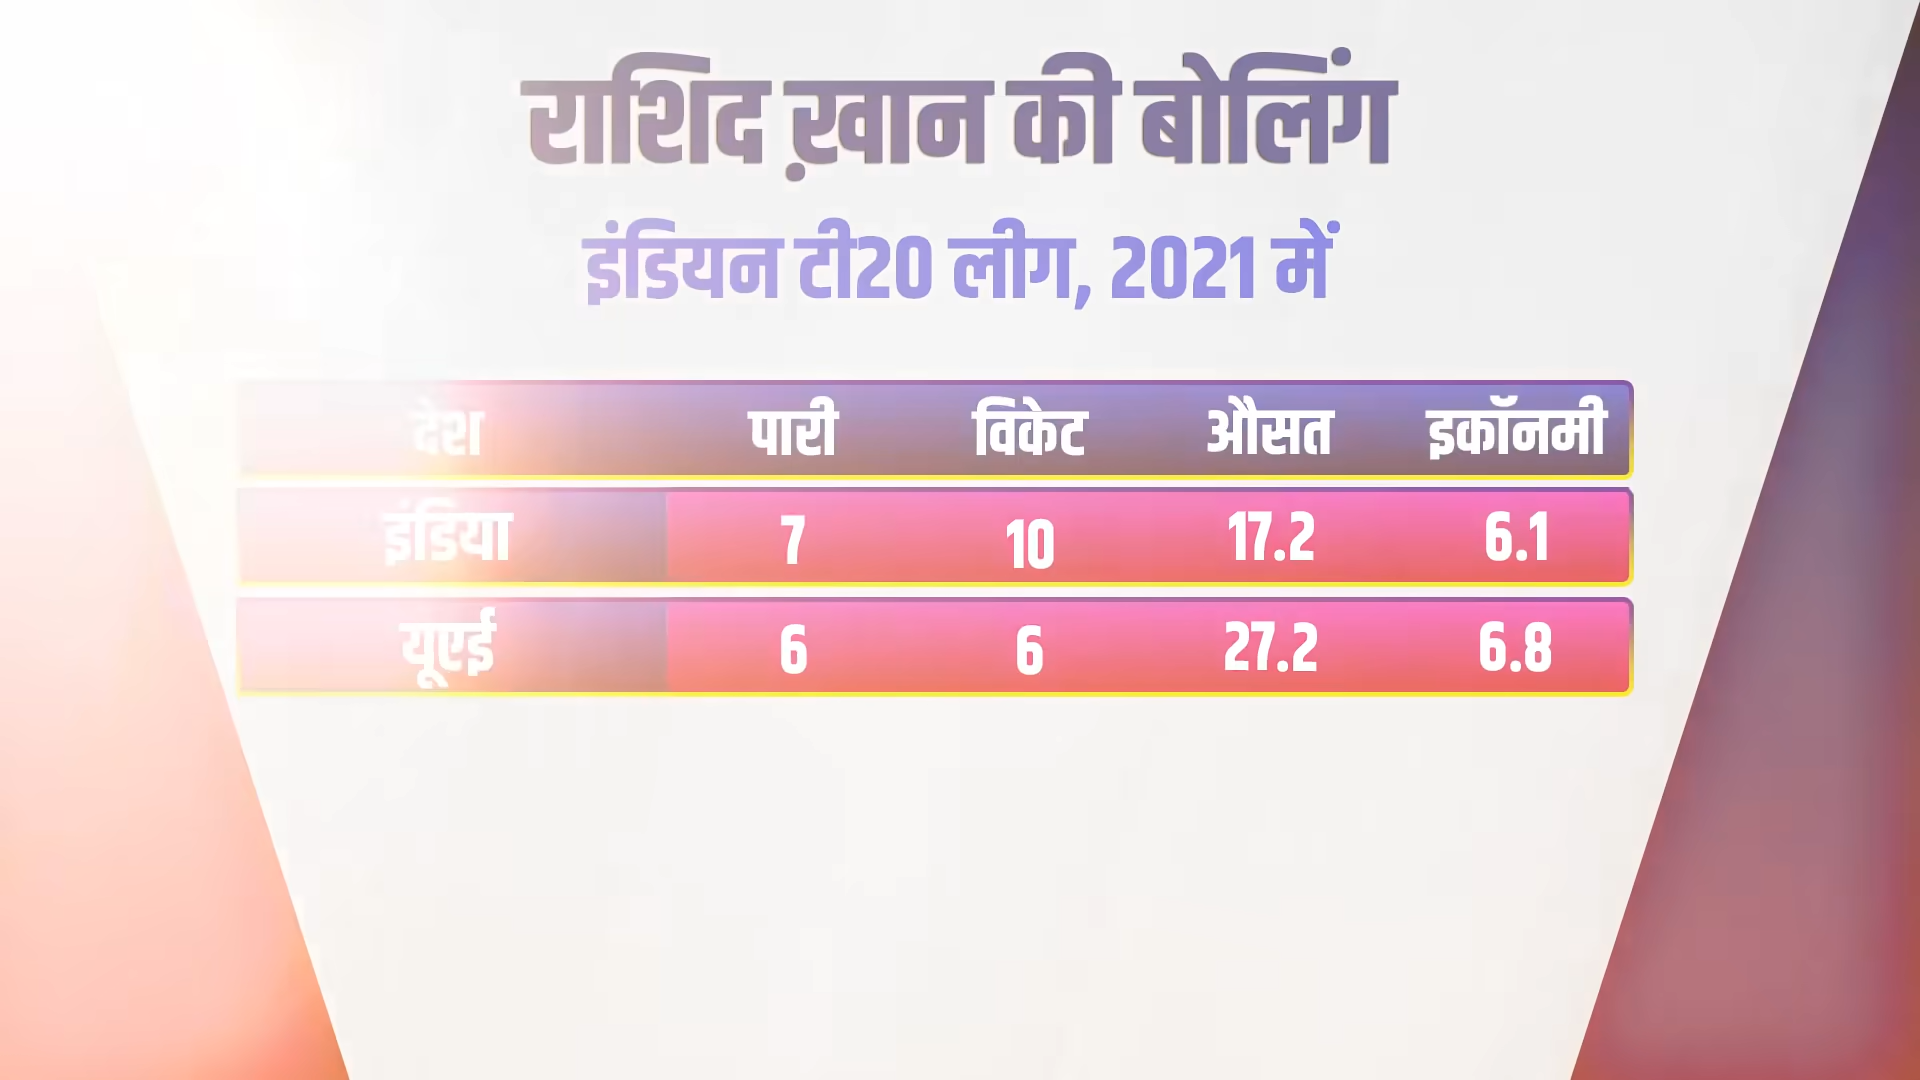 राशिद ख़ान की बोलिंग
इंडियन टी20 लीग, 2021 में
देश पारी विकेट औसत इकॉनमी
इंडिया 7 10 17.2 6.1
यूएई 6 6 27.2 6.8